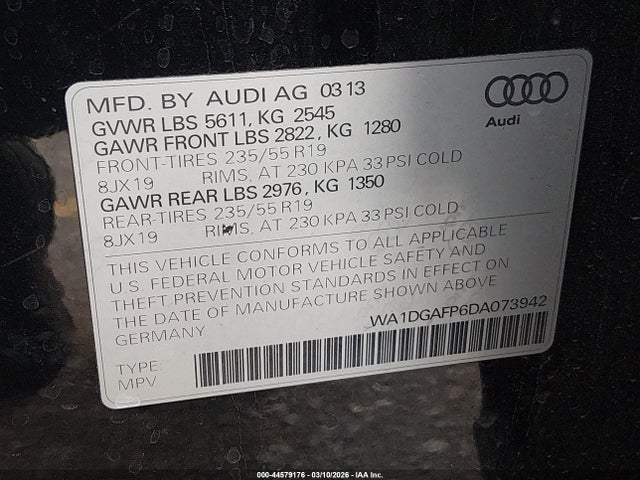 MFD. BY AUDI AG 03 13
GVWR LBS 5611, KG 2545
GAWR FRONT LBS 2822, KG 1280
FRONT-TIRES 235/55 R19
8JX19 RIMS, AT 230 KPA 33 PSI COLD
GAWR REAR LBS 2976, KG 1350
REAR-TIRES 235/55 R19
8JX19 RIMS, AT 230 KPA 33 PSI COLD
Audi
THIS VEHICLE CONFORMS TO ALL APPLICABLE
U.S. FEDERAL MOTOR VEHICLE SAFETY AND
THEFT PREVENTION STANDARDS IN EFFECT ON
THE DATE OF MANUFACTURE SHOWN ABOVE
GERMANY
WA1DGAFP6DA073942
TYPE:
MPV
000-44579176 - 03/10/2026 - IAA Inc.